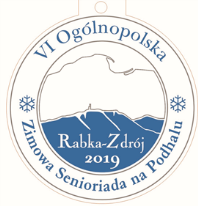 VI Ogólnopolska
Rabka-Zdrój
2019
Zimowa Senioriada na Podhalu